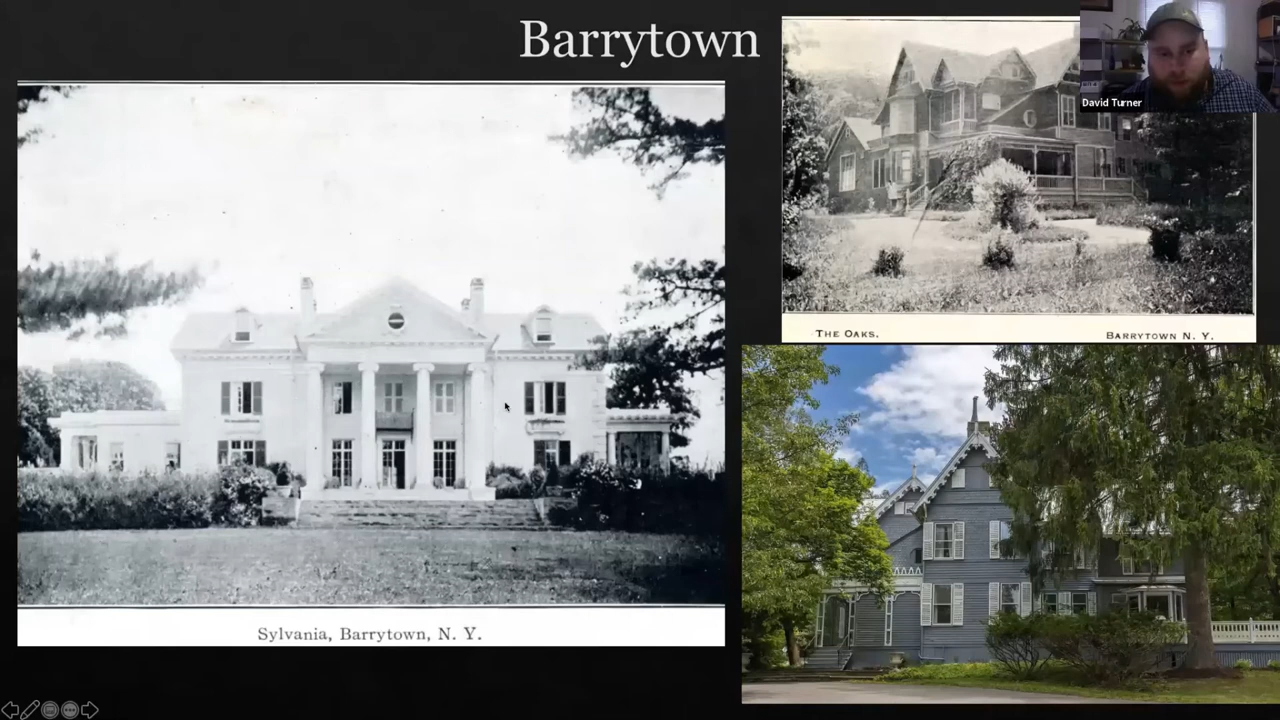 Barrytown
David Turner
THE OAKS.
BARRYTOWN N. Y.
Sylvania, Barrytown, N. Y.